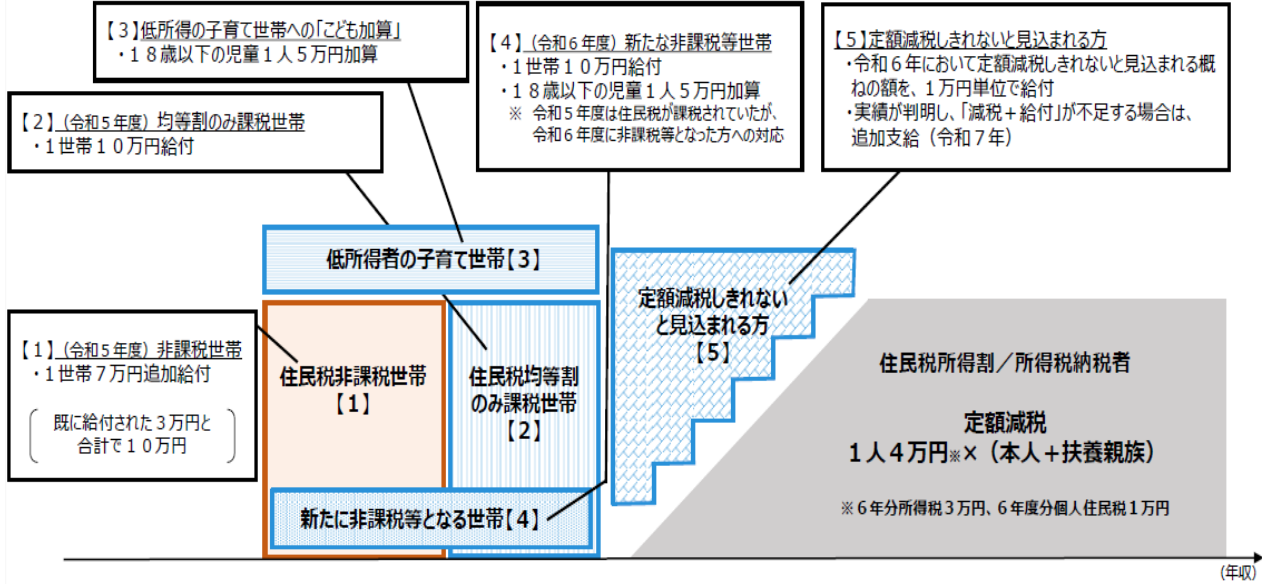 【３】低所得の子育て世帯への「こども加算」
・１８歳以下の児童１人５万円加算
【２】（令和５年度）均等割のみ課税世帯
・１世帯１０万円給付
【４】（令和６年度）新たな非課税等世帯
・１世帯１０万円給付
・１８歳以下の児童１人５万円加算
※ 令和５年度は住民税が課税されていたが、
令和６年度に非課税等となった方への対応
【５】定額減税しきれないと見込まれる方
・令和６年において定額減税しきれないと見込まれる概
ねの額を、１万円単位で給付
・実績が判明し、「減税＋給付」が不足する場合は、
追加支給（令和７年）
【１】（令和５年度）非課税世帯
・１世帯７万円追加給付
既に給付された３万円と
合計で１０万円
低所得者の子育て世帯【３】
住民税非課税世帯
【１】
住民税均等割
のみ課税世帯
【２】
新たに非課税等となる世帯【４】
定額減税しきれない
と見込まれる方
【５】
住民税所得割／所得税納税者
定額減税
１人４万円※×（本人＋扶養親族）
※６年分所得税３万円、６年度分個人住民税１万円
（年収）